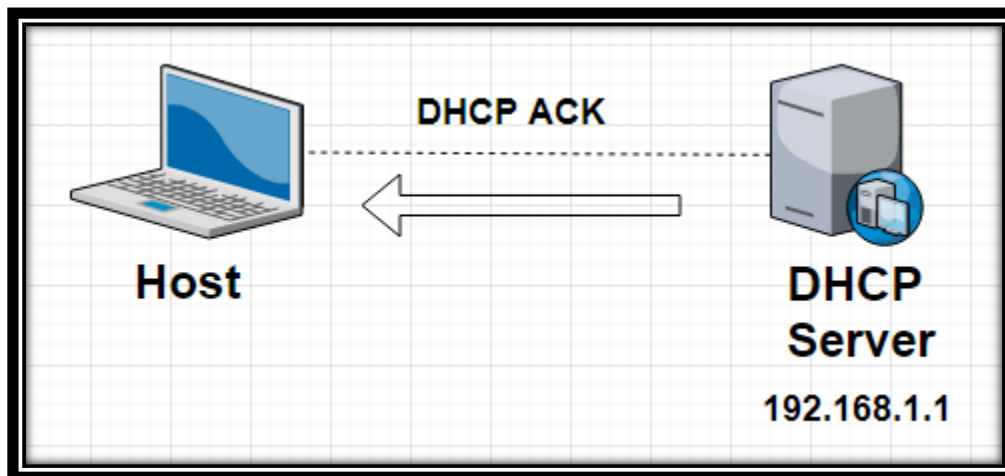 DHCP ACK
Host
DHCP
Server
192.168.1.1